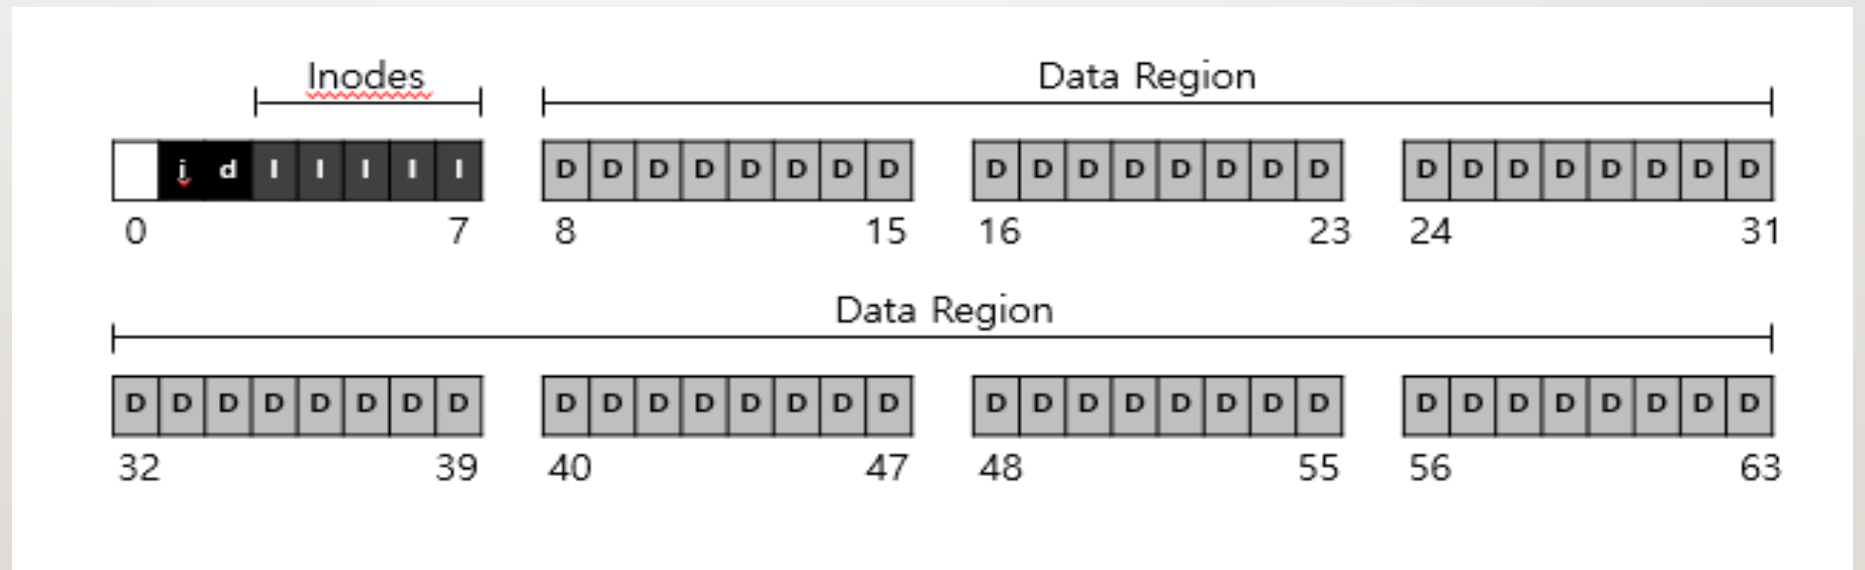 Inodes Data Region
i d I I I I I D D D D D D D D D D D D D D D D D D D D D D D D
0 7 8 15 16 23 24 31
Data Region
D D D D D D D D D D D D D D D D D D D D D D D D D D D D D D D D
32 39 40 47 48 55 56 63